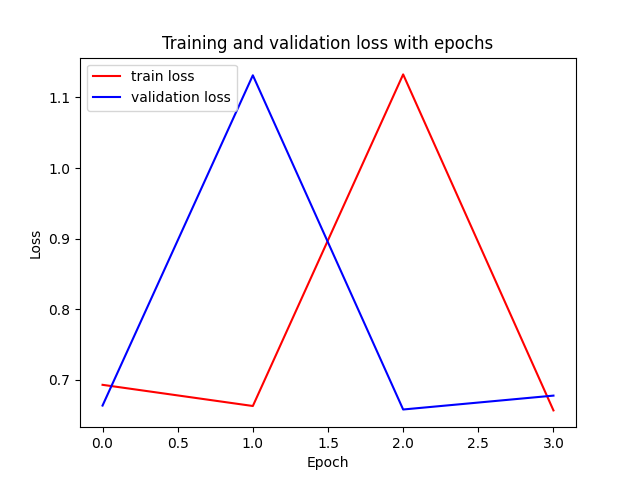 Training and validation loss with epochs
train loss
validation loss
1.1
1.0
0.9
0.8
0.7
Loss
0.0 0.5 1.0 1.5 2.0 2.5 3.0
Epoch